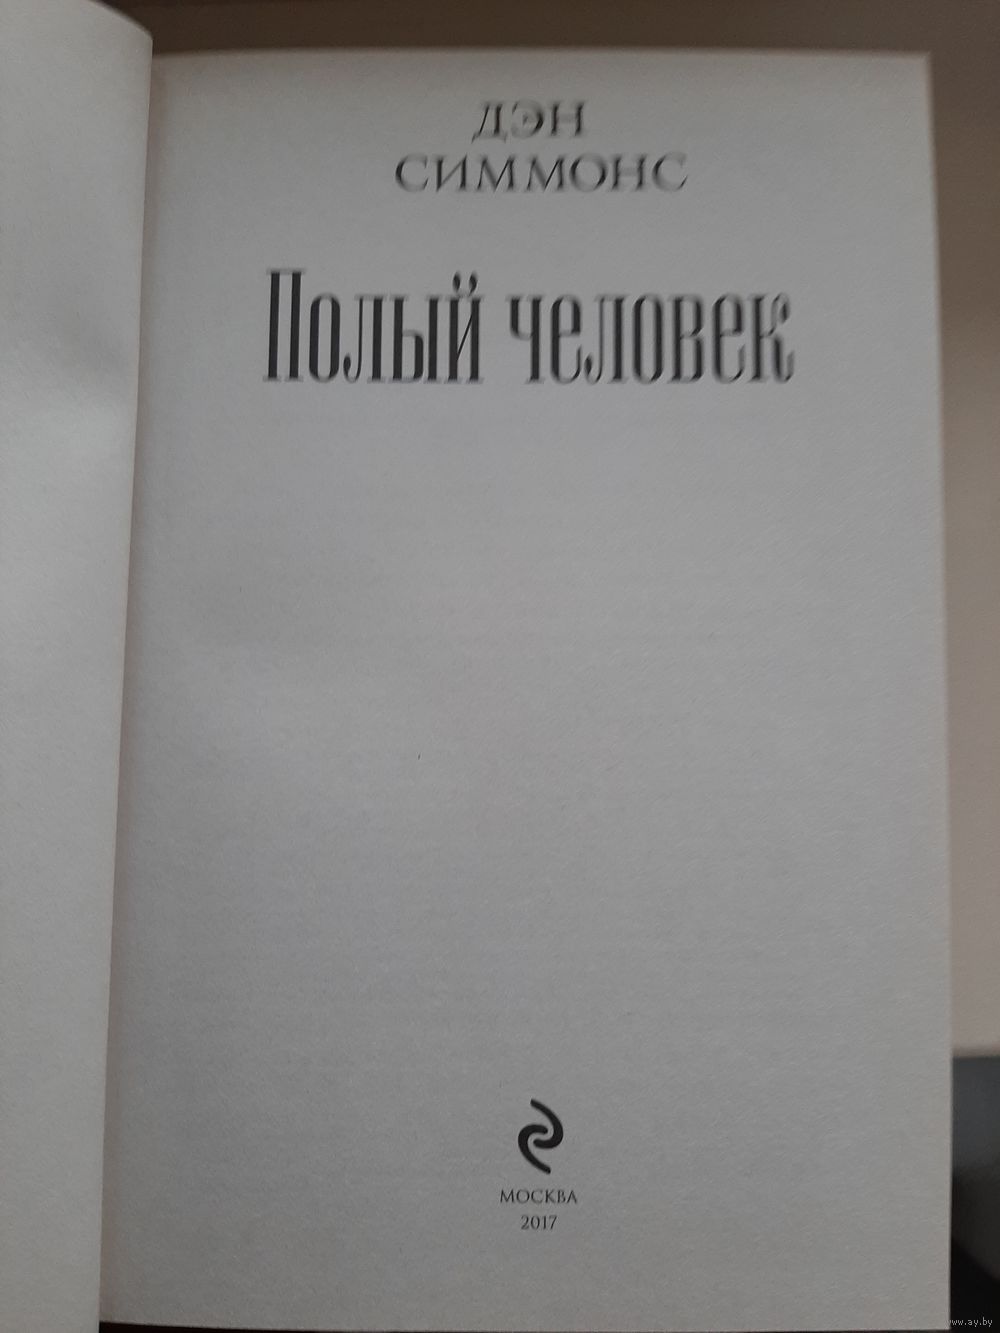 ДЭН
СИММОНС
Полый человек
МОСКВА
2017
www.ay.by